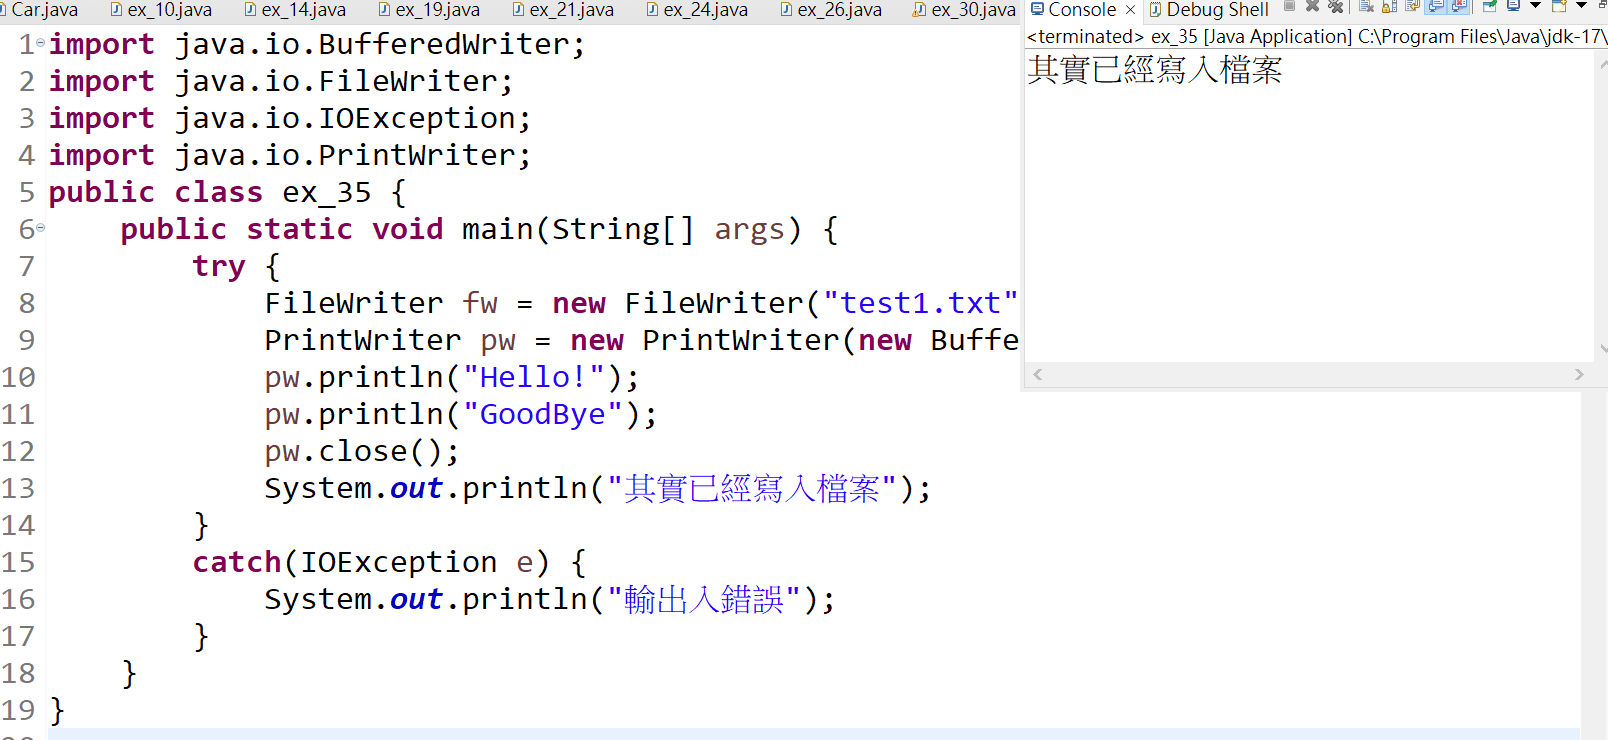 Car.java ex_10.java ex_14.java ex_19.java ex_21.java ex_24.java ex_26.java ex_30.java
1 import java.io.BufferedWriter;
2 import java.io.FileWriter;
3 import java.io.IOException;
4 import java.io.PrintWriter;
5 public class ex_35 {
6 public static void main(String[] args) {
7 try {
8 FileWriter fw = new FileWriter("test1.txt"
9 PrintWriter pw = new PrintWriter(new Buffe
10 pw.println("Hello!");
11 pw.println("GoodBye");
12 pw.close();
13 System.out.println("其實已經寫入檔案");
14 }
15 catch(IOException e) {
16 System.out.println("輸出入錯誤");
17 }
18 }
19 }
Console Debug Shell
<terminated> ex_35 [Java Application] C:\Program Files\Java\jdk-17\
其實已經寫入檔案